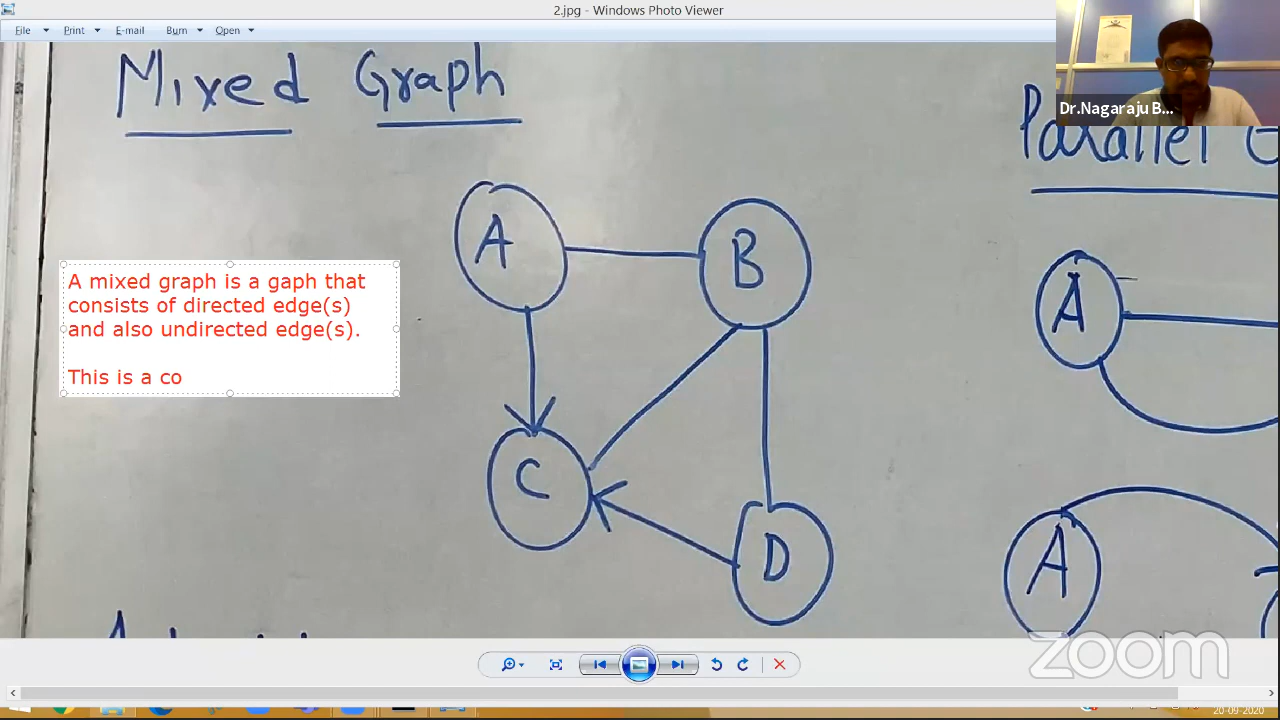 2.jpg - Windows Photo Viewer
File Print E-mail Burn Open
Mixed Graph
Dr.Nagaraju B...
Parallel
A
B
A
A mixed graph is a gaph that
consists of directed edge(s)
and also undirected edge(s).
This is a co
C
D
A
zoom
20.09.2020